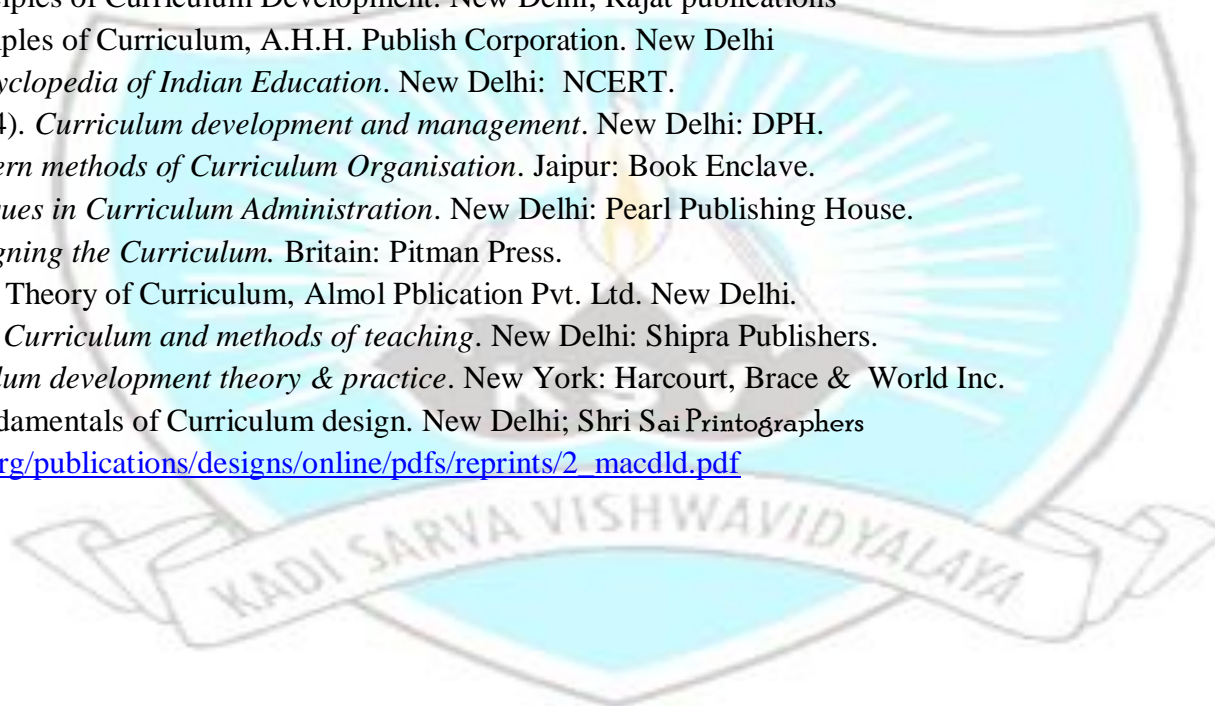 iples of Curriculum Development. New Delhi; Rajat publications
iples of Curriculum, A.H.H. Publish Corporation. New Delhi
yclopedia of Indian Education. New Delhi: NCERT.
4). Curriculum development and management. New Delhi: DPH.
ern methods of Curriculum Organisation. Jaipur: Book Enclave.
ues in Curriculum Administration. New Delhi: Pearl Publishing House.
gning the Curriculum. Britain: Pitman Press.
Theory of Curriculum, Almol Pblication Pvt. Ltd. New Delhi.
Curriculum and methods of teaching. New Delhi: Shipra Publishers.
lum development theory & practice. New York: Harcourt, Brace & World Inc.
damentals of Curriculum design. New Delhi; Shri Sai Printographers
rg/publications/designs/online/pdfs/reprints/2_macdld.pdf
KSV
KADI SARVA VISHWAVIDYALAYA